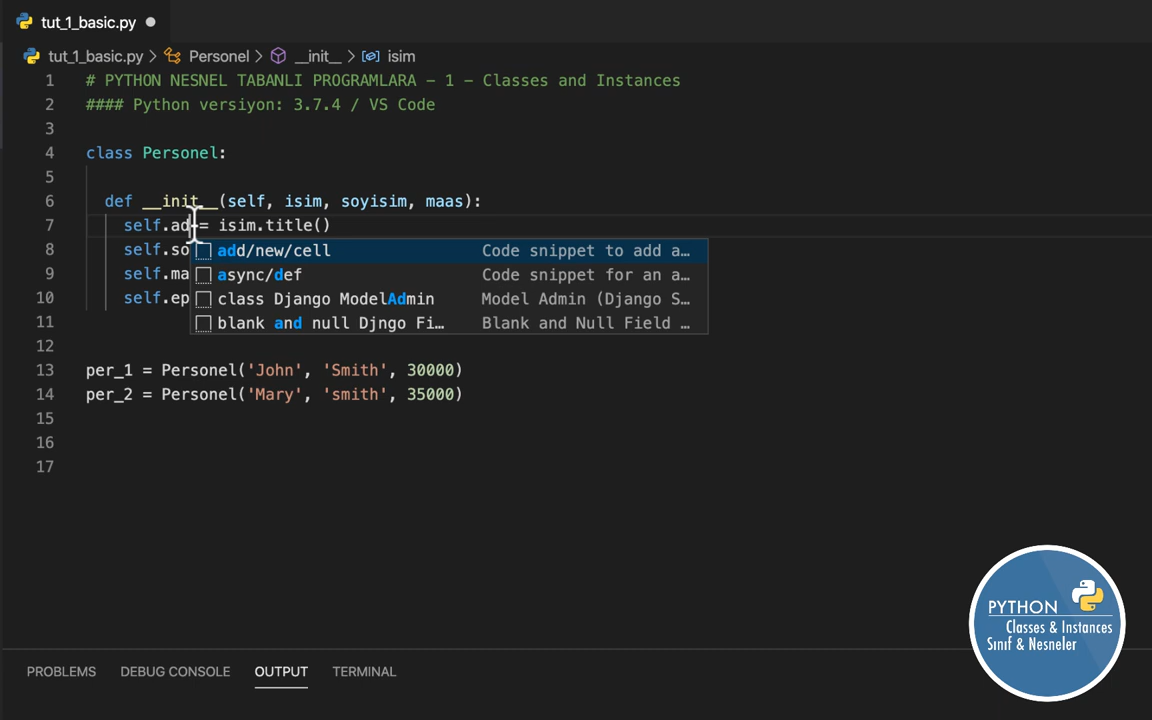 tut_1_basic.py
tut_1_basic.py > Personel > __init__ > isim
1 # PYTHON NESNEL TABANLI PROGRAMLARA – 1 – Classes and Instances
2 #### Python versiyon: 3.7.4 / VS Code
3
4 class Personel:
5
6 def __init__(self, isim, soyisim, maas):
7 self.ad = isim.title()
8 self.so
9 self.ma
10 self.ep
add/new/cell Code snippet to add a…
async/def Code snippet for an a…
class Django ModelAdmin Model Admin (Django S…
blank and null Djngo Fi… Blank and Null Field …
11
12
13 per_1 = Personel('John', 'Smith', 30000)
14 per_2 = Personel('Mary', 'smith', 35000)
15
16
17
PROBLEMS DEBUG CONSOLE OUTPUT TERMINAL
PYTHON
Classes & Instances
Sınıf & Nesneler